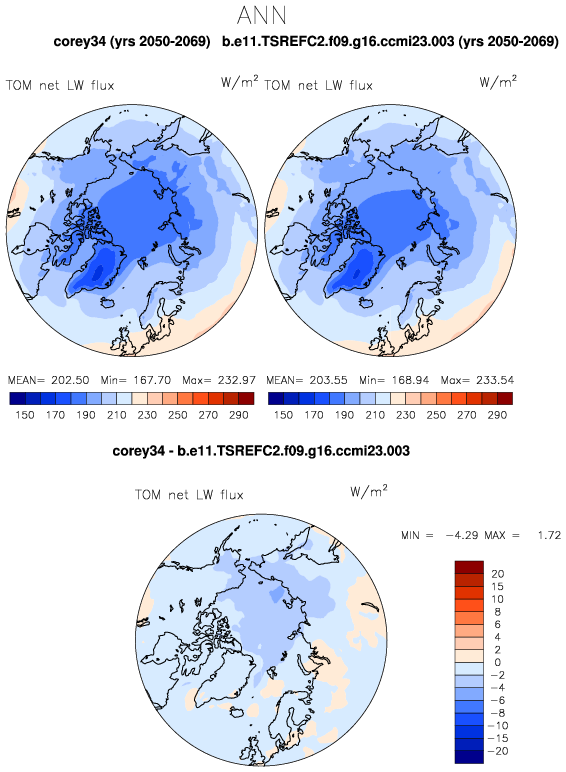 ANN
corey34 (yrs 2050-2069) b.e11.TSREFC2.f09.g16.ccmi23.003 (yrs 2050-2069)
TOM net LW flux W/m² TOM net LW flux W/m²
MEAN= 202.50 Min= 167.70 Max= 232.97 MEAN= 203.55 Min= 168.94 Max= 233.54
150 170 190 210 230 250 270 290 150 170 190 210 230 250 270 290
corey34 - b.e11.TSREFC2.f09.g16.ccmi23.003
TOM net LW flux W/m²
MIN = -4.29 MAX = 1.72
20
15
10
8
6
4
2
0
-2
-4
-6
-8
-10
-15
-20